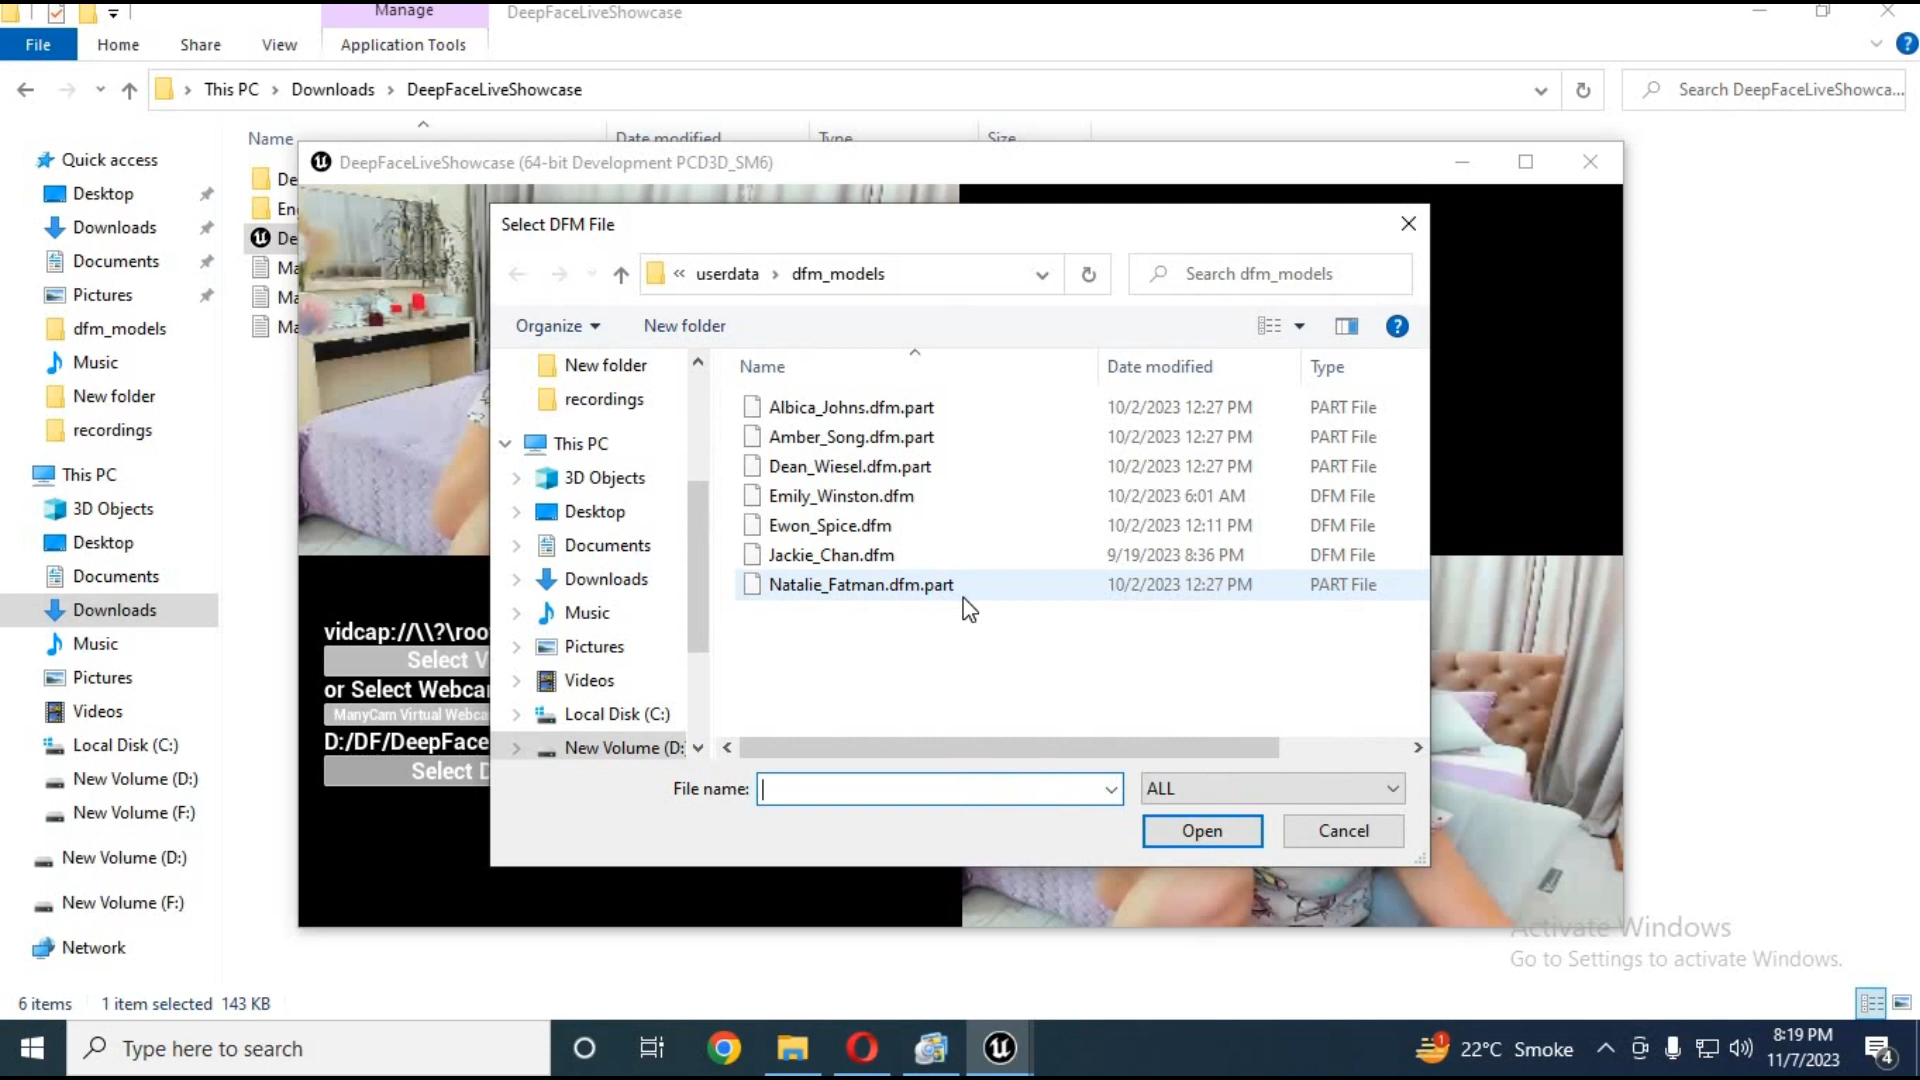 Manage
DeepFaceLiveShowcase
File
Home
Share
View
Application Tools
This PC
Downloads
DeepFaceLiveShowcase
Search DeepFaceLiveShowca...
Name
Date modified
Type
Size
Quick access
Desktop
Downloads
Documents
Pictures
dfm_models
Music
New folder
recordings
This PC
3D Objects
Desktop
Documents
Downloads
Music
Pictures
Videos
Local Disk (C:)
New Volume (D:)
New Volume (F:)
New Volume (D:)
New Volume (F:)
Network
De
En
De
Ma
Ma
Ma
DeepFaceLiveShowcase (64-bit Development PCD3D_SM6)
vidcap://\\?\roo
Select V
or Select Webca
ManyCam Virtual Webca
D:/DF/DeepFace
Select D
Select DFM File
« userdata › dfm_models
Search dfm_models
Organize
New folder
New folder
recordings
This PC
3D Objects
Desktop
Documents
Downloads
Music
Pictures
Videos
Local Disk (C:)
New Volume (D:
Name Date modified Type
Albica_Johns.dfm.part 10/2/2023 12:27 PM PART File
Amber_Song.dfm.part 10/2/2023 12:27 PM PART File
Dean_Wiesel.dfm.part 10/2/2023 12:27 PM PART File
Emily_Winston.dfm 10/2/2023 6:01 AM DFM File
Ewon_Spice.dfm 10/2/2023 12:11 PM DFM File
Jackie_Chan.dfm 9/19/2023 8:36 PM DFM File
Natalie_Fatman.dfm.part 10/2/2023 12:27 PM PART File
File name:
ALL
Open
Cancel
Activate Windows
Go to Settings to activate Windows.
6 items 1 item selected 143 KB
Type here to search
22°C Smoke
8:19 PM
11/7/2023
4